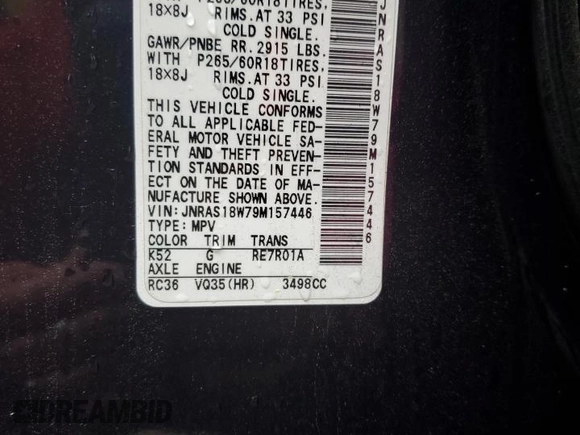 18X8J RIMS.AT 33 PSI
COLD SINGLE.
GAWR/PNBE RR. 2915 LBS.
WITH P265/60R18TIRES,
18X8J RIMS.AT 33 PSI
COLD SINGLE.
THIS VEHICLE CONFORMS
TO ALL APPLICABLE FED-
ERAL MOTOR VEHICLE SA-
FETY AND THEFT PREVEN-
TION STANDARDS IN EFF-
ECT ON THE DATE OF MA-
NUFACTURE SHOWN ABOVE.
VIN:JNRAS18W79M157446
TYPE:MPV
COLOR TRIM TRANS
K52 G RE7R01A
AXLE ENGINE
RC36 VQ35(HR) 3498CC
JNRAS18W79M157446
DREAMBID